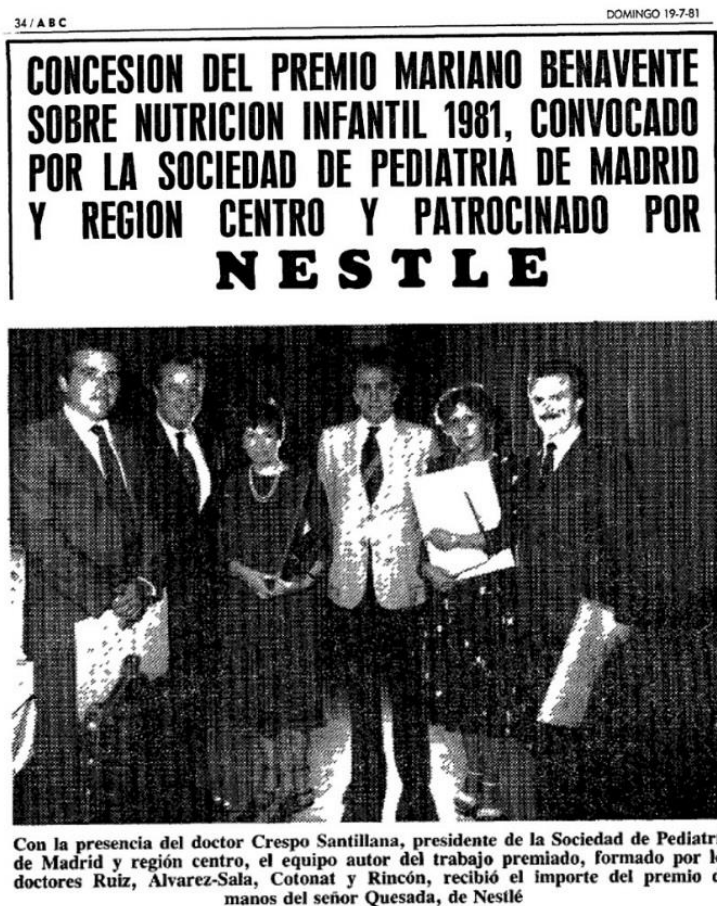 34 / A B C
DOMINGO 19-7-81
CONCESION DEL PREMIO MARIANO BENAVENTE
SOBRE NUTRICION INFANTIL 1981, CONVOCADO
POR LA SOCIEDAD DE PEDIATRIA DE MADRID
Y REGION CENTRO Y PATROCINADO POR
NESTLE
Con la presencia del doctor Crespo Santillana, presidente de la Sociedad de Pediatrí
de Madrid y región centro, el equipo autor del trabajo premiado, formado por l
doctores Ruiz, Alvarez-Sala, Cotonat y Rincón, recibió el importe del premio d
manos del señor Quesada, de Nestlé